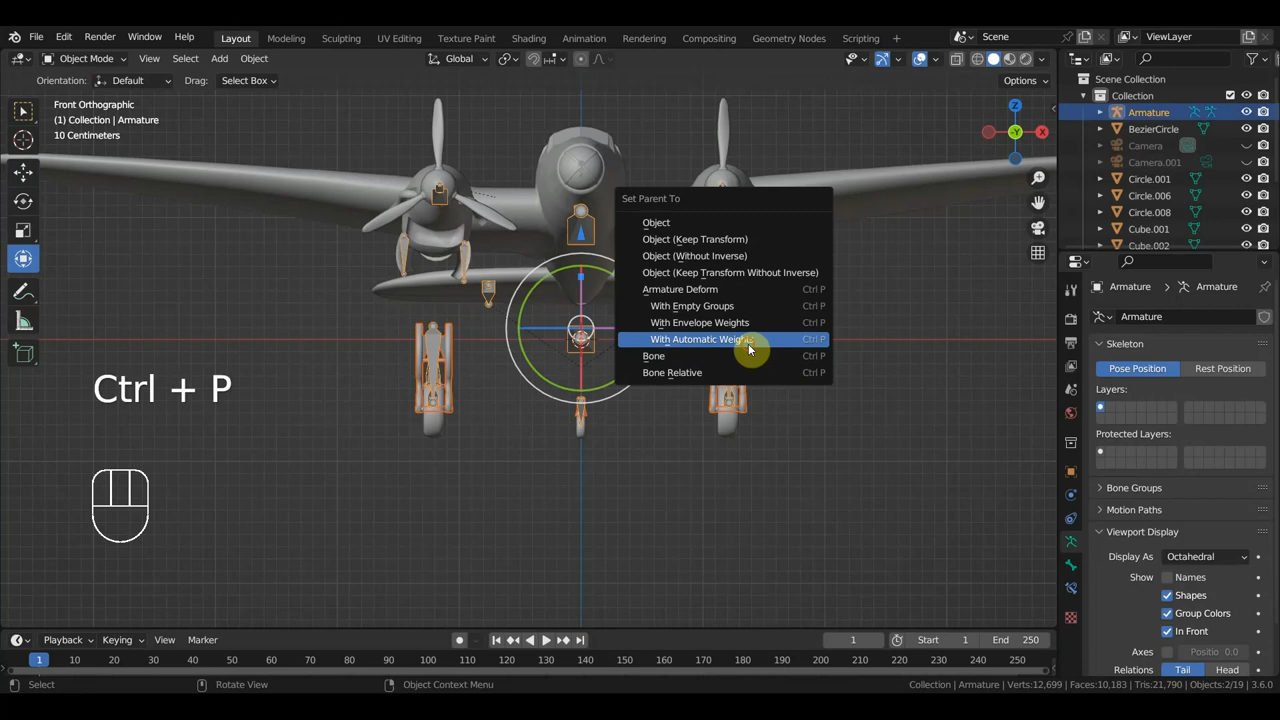 File Edit Render Window Help Layout Modeling Sculpting UV Editing Texture Paint Shading Animation Rendering Compositing Geometry Nodes Scripting + Scene ViewLayer
Object Mode View Select Add Object Global
Orientation: Default Drag: Select Box Options
Front Orthographic
(1) Collection | Armature
10 Centimeters
Z
X
-Y
Scene Collection
Collection
Armature
BezierCircle
Camera
Camera.001
Circle.001
Circle.006
Circle.008
Cube.001
Cube.002
Set Parent To
Object
Object (Keep Transform)
Object (Without Inverse)
Object (Keep Transform Without Inverse)
Armature Deform Ctrl P
With Empty Groups Ctrl P
With Envelope Weights Ctrl P
With Automatic Weights Ctrl P
Bone Ctrl P
Bone Relative Ctrl P
Ctrl + P
Armature Armature
Armature
Skeleton
Pose Position Rest Position
Layers:
Protected Layers:
Bone Groups
Motion Paths
Viewport Display
Display As Octahedral
Show Names
Shapes
Group Colors
In Front
Axes Positio 0.0
Relations Tail Head
Playback Keying View Marker 1 Start 1 End 250
1 10 20 30 40 50 60 70 80 90 100 110 120 130 140 150 160 170 180 190 200 210 220 230 240 250
Select Rotate View Object Context Menu Collection | Armature | Verts:12,699 | Faces:10,183 | Tris:21,790 | Objects:2/19 | 3.6.0